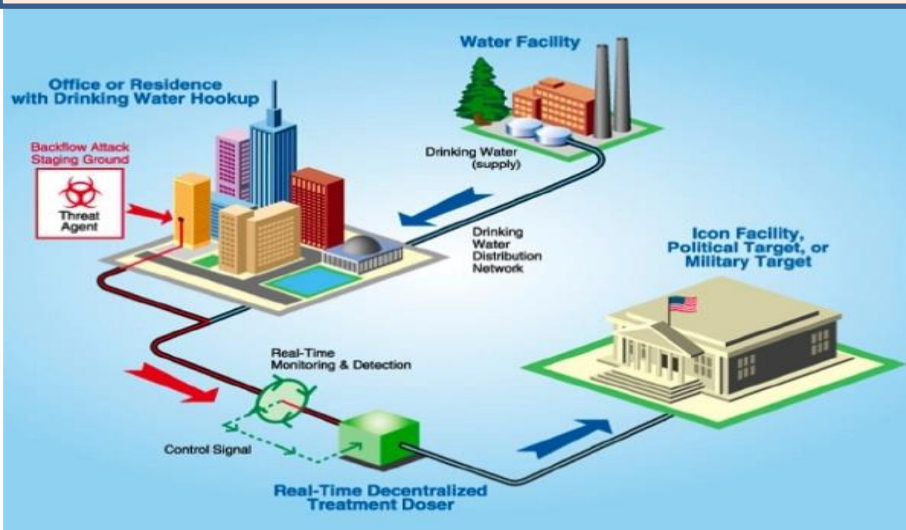 Water Facility
Office or Residence
with Drinking Water Hookup
Backflow Attack
Staging Ground
Threat
Agent
Drinking Water
(supply)
Drinking
Water
Distribution
Network
Icon Facility,
Political Target, or
Military Target
Real-Time
Monitoring & Detection
Control Signal
Real-Time Decentralized
Treatment Doser